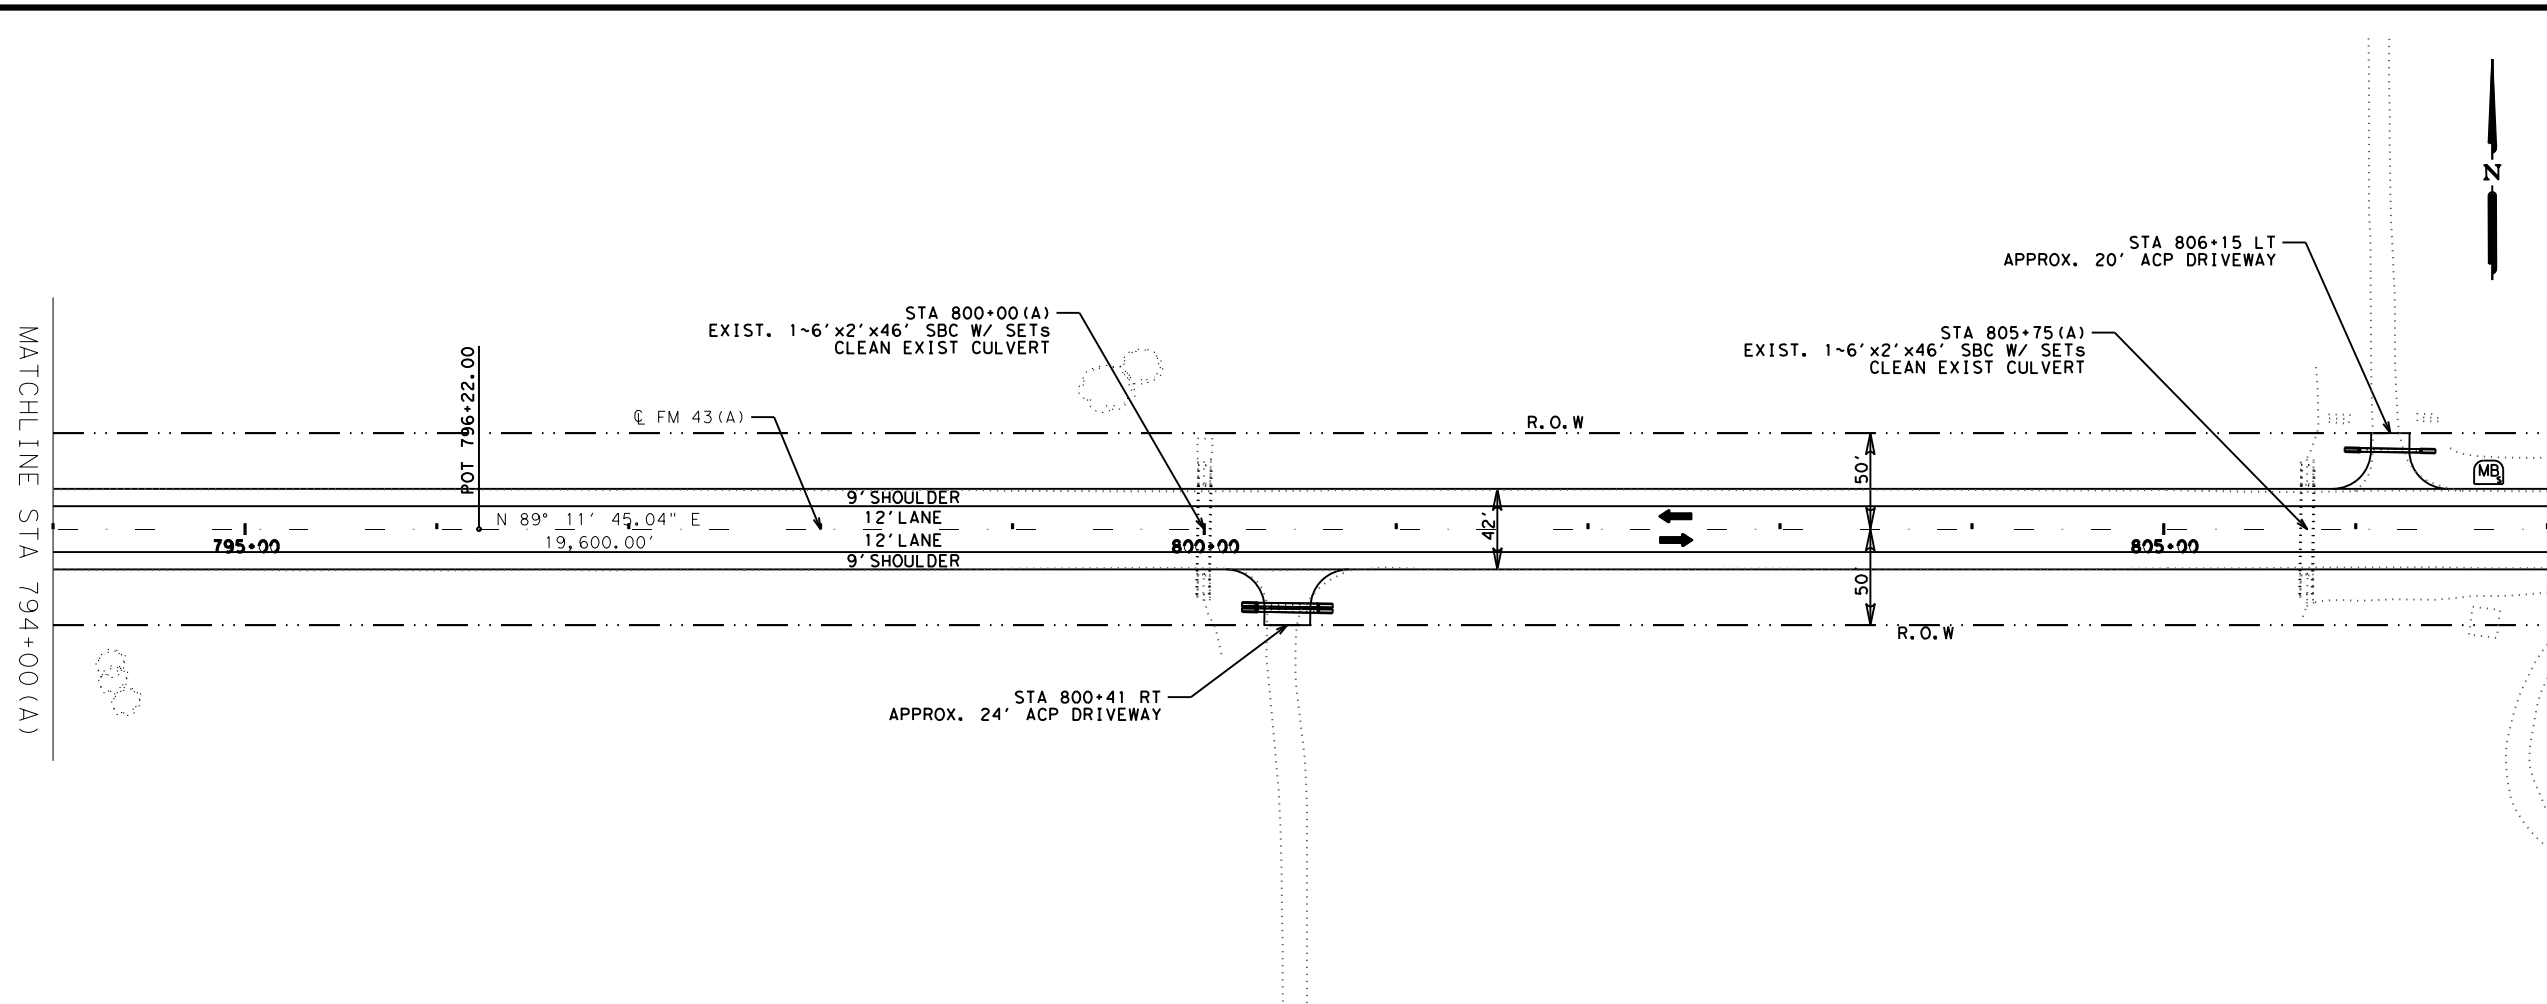 N
STA 806+15 LT
APPROX. 20' ACP DRIVEWAY
STA 800+00(A)
EXIST. 1~6'x2'x46' SBC W/ SETs
CLEAN EXIST CULVERT
STA 805+75(A)
EXIST. 1~6'x2'x46' SBC W/ SETs
CLEAN EXIST CULVERT
MATCHLINE STA 794+00(A)
POT 796+22.00
℄ FM 43(A)
R.O.W
50'
MB
S
9' SHOULDER
12' LANE
N 89° 11' 45.04" E
19,600.00'
42'
12' LANE
9' SHOULDER
795+00
800+00
805+00
50'
R.O.W
STA 800+41 RT
APPROX. 24' ACP DRIVEWAY